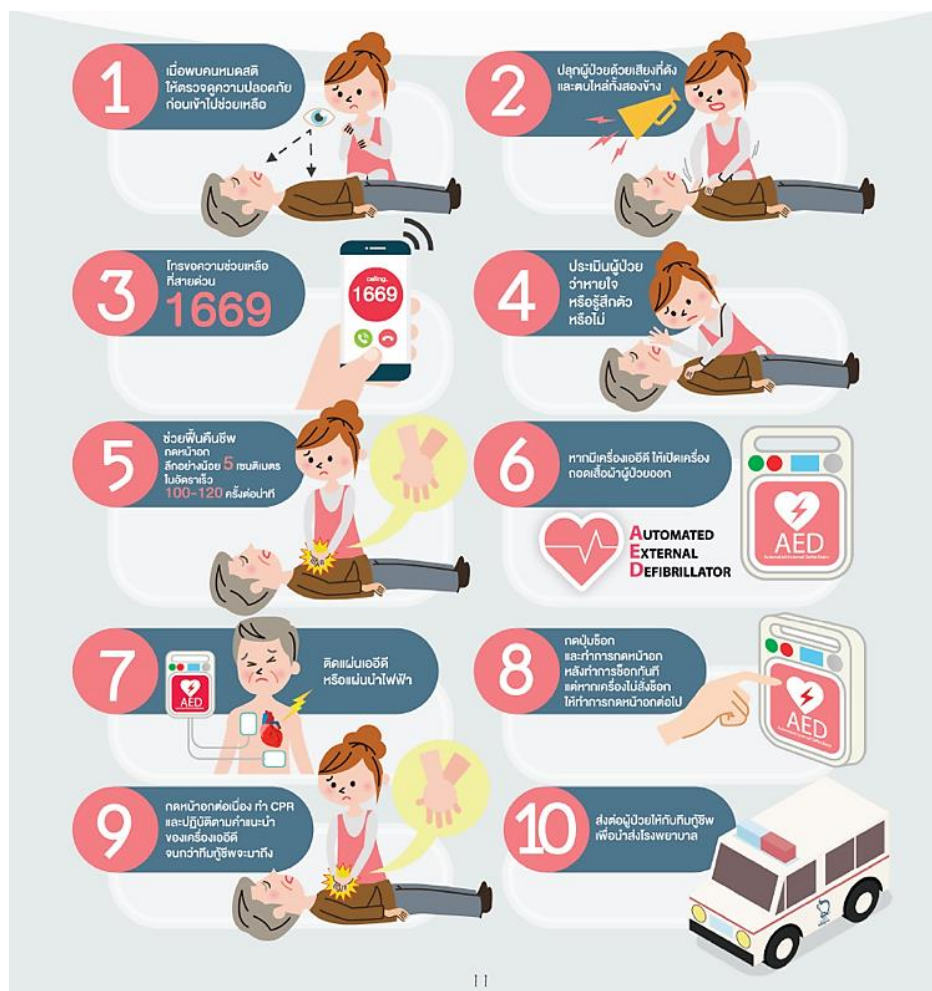 1
เมื่อพบคนหมดสติ
ให้ตรวจดูความปลอดภัย
ก่อนเข้าไปช่วยเหลือ
2
ปลุกผู้ป่วยด้วยเสียงที่ดัง
และตบไหล่ทั้งสองข้าง
3
โทรขอความช่วยเหลือ
ที่สายด่วน
1669
calling..
1669
4
ประเมินผู้ป่วย
ว่าหายใจ
หรือรู้สึกตัว
หรือไม่
5
ช่วยฟื้นคืนชีพ
กดหน้าอก
ลึกอย่างน้อย 5 เซนติเมตร
ในอัตราเร็ว
100-120 ครั้งต่อนาที
6
หากมีเครื่องเออีดี ให้เปิดเครื่อง
ถอดเสื้อผ้าผู้ป่วยออก
AUTOMATED
EXTERNAL
DEFIBRILLATOR
AED
Automated External Defibrillator
7
ติดแผ่นเออีดี
หรือแผ่นนำไฟฟ้า
AED
8
กดปุ่มช็อก
และทำการกดหน้าอก
หลังทำการช็อกทันที
แต่หากเครื่องไม่สั่งช็อก
ให้ทำการกดหน้าอกต่อไป
AED
9
กดหน้าอกต่อเนื่อง ทำ CPR
และปฏิบัติตามคำแนะนำ
ของเครื่องเออีดี
จนกว่าทีมกู้ชีพจะมาถึง
10
ส่งต่อผู้ป่วยให้กับทีมกู้ชีพ
เพื่อนำส่งโรงพยาบาล
11